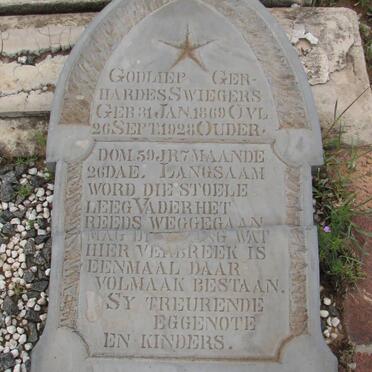 GODLIEP GER-
HARDES SWIEGERS
GEB 31 JAN. 1869 OVL
26 SEPT 1928 OUDER.
DOM. 59 JR 7 MAANDE
26 DAE. LANGSAAM
WORD DIE STOELE
LEEG VADER HET
REEDS WEGGEGAAN
MAG DI WAT
HIER VERBREEK IS
EENMAAL DAAR
VOLMAAK BESTAAN.
SY TREURENDE
EGGENOTE
EN KINDERS.